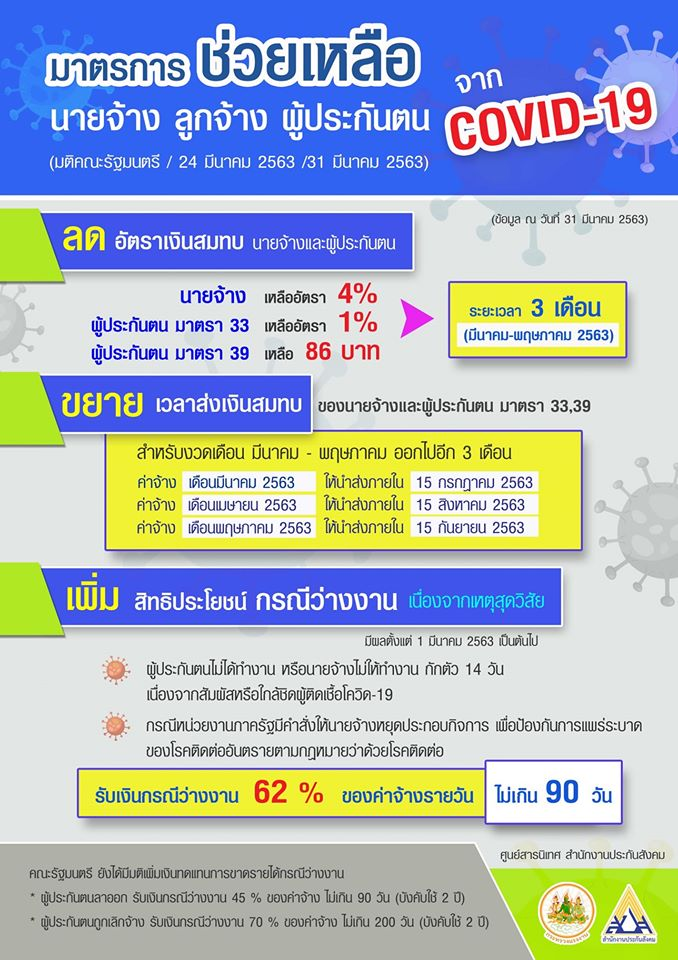 มาตรการ ช่วยเหลือ
นายจ้าง ลูกจ้าง ผู้ประกันตน
จาก
COVID-19
(มติคณะรัฐมนตรี / 24 มีนาคม 2563 /31 มีนาคม 2563)
(ข้อมูล ณ วันที่ 31 มีนาคม 2563)
ลด อัตราเงินสมทบ นายจ้างและผู้ประกันตน
นายจ้าง เหลืออัตรา 4%
ผู้ประกันตน มาตรา 33 เหลืออัตรา 1%
ผู้ประกันตน มาตรา 39 เหลือ 86 บาท
ระยะเวลา 3 เดือน
(มีนาคม-พฤษภาคม 2563)
ขยาย เวลาส่งเงินสมทบ ของนายจ้างและผู้ประกันตน มาตรา 33,39
สำหรับงวดเดือน มีนาคม - พฤษภาคม ออกไปอีก 3 เดือน
ค่าจ้าง เดือนมีนาคม 2563 ให้นำส่งภายใน 15 กรกฎาคม 2563
ค่าจ้าง เดือนเมษายน 2563 ให้นำส่งภายใน 15 สิงหาคม 2563
ค่าจ้าง เดือนพฤษภาคม 2563 ให้นำส่งภายใน 15 กันยายน 2563
เพิ่ม สิทธิประโยชน์ กรณีว่างงาน เนื่องจากเหตุสุดวิสัย
มีผลตั้งแต่ 1 มีนาคม 2563 เป็นต้นไป
ผู้ประกันตนไม่ได้ทำงาน หรือนายจ้างไม่ให้ทำงาน กักตัว 14 วัน
เนื่องจากสัมผัสหรือใกล้ชิดผู้ติดเชื้อโควิด-19
กรณีหน่วยงานภาครัฐมีคำสั่งให้นายจ้างหยุดประกอบกิจการ เพื่อป้องกันการแพร่ระบาด
ของโรคติดต่ออันตรายตามกฎหมายว่าด้วยโรคติดต่อ
รับเงินกรณีว่างงาน 62 % ของค่าจ้างรายวัน ไม่เกิน 90 วัน
ศูนย์สารนิเทศ สำนักงานประกันสังคม
คณะรัฐมนตรี ยังได้มีมติเพิ่มเงินทดแทนการขาดรายได้กรณีว่างงาน
* ผู้ประกันตนลาออก รับเงินกรณีว่างงาน 45 % ของค่าจ้าง ไม่เกิน 90 วัน (บังคับใช้ 2 ปี)
* ผู้ประกันตนถูกเลิกจ้าง รับเงินกรณีว่างงาน 70 % ของค่าจ้าง ไม่เกิน 200 วัน (บังคับใช้ 2 ปี)
กระทรวงแรงงาน
สำนักงานประกันสังคม